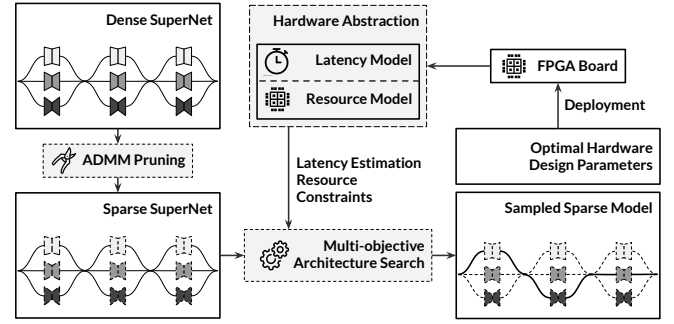 Dense SuperNet
Hardware Abstraction
Latency Model
Resource Model
FPGA Board
Deployment
Optimal Hardware
Design Parameters
ADMM Pruning
Latency Estimation
Resource
Constraints
Sparse SuperNet
Multi-objective
Architecture Search
Sampled Sparse Model